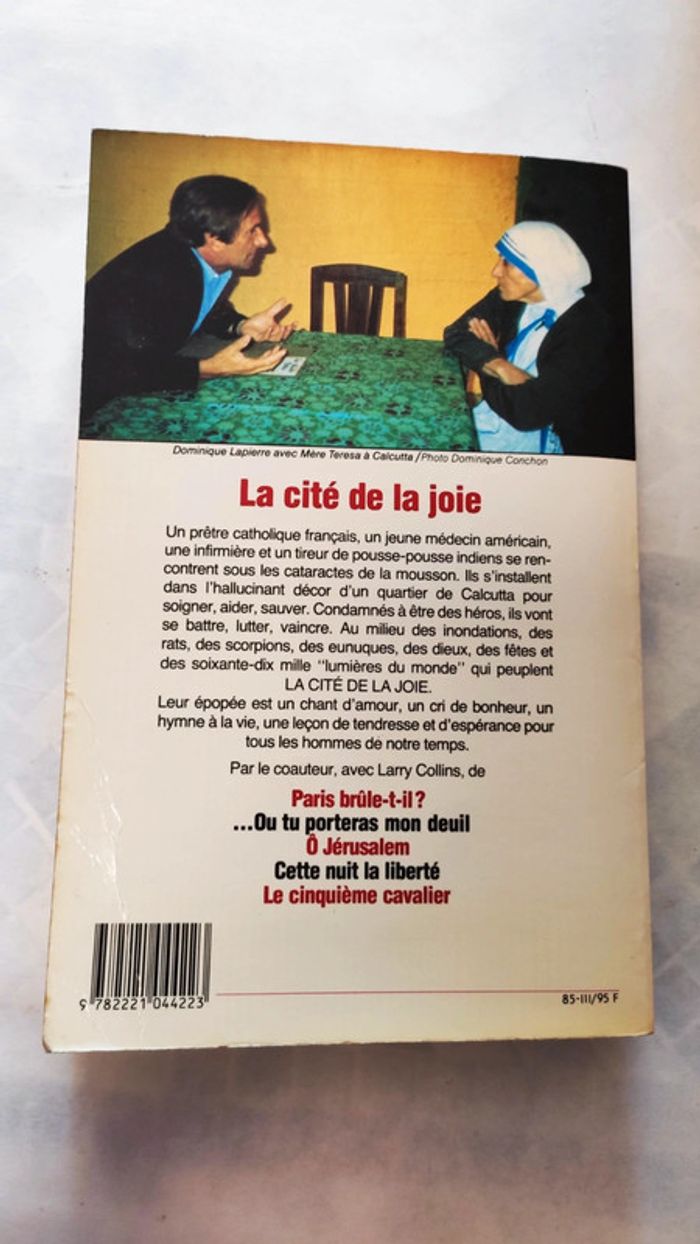 Dominique Lapierre avec Mère Teresa à Calcutta / Photo Dominique Conchon
La cité de la joie
Un prêtre catholique français, un jeune médecin américain,
une infirmière et un tireur de pousse-pousse indiens se ren-
contrent sous les cataractes de la mousson. Ils s'installent
dans l'hallucinant décor d'un quartier de Calcutta pour
soigner, aider, sauver. Condamnés à être des héros, ils vont
se battre, lutter, vaincre. Au milieu des inondations, des
rats, des scorpions, des eunuques, des dieux, des fêtes et
des soixante-dix mille "lumières du monde" qui peuplent
LA CITÉ DE LA JOIE.
Leur épopée est un chant d'amour, un cri de bonheur, un
hymne à la vie, une leçon de tendresse et d'espérance pour
tous les hommes de notre temps.
Par le coauteur, avec Larry Collins, de
Paris brûle-t-il?
...Ou tu porteras mon deuil
Ô Jérusalem
Cette nuit la liberté
Le cinquième cavalier
9 782221 044223
85-III/95 F